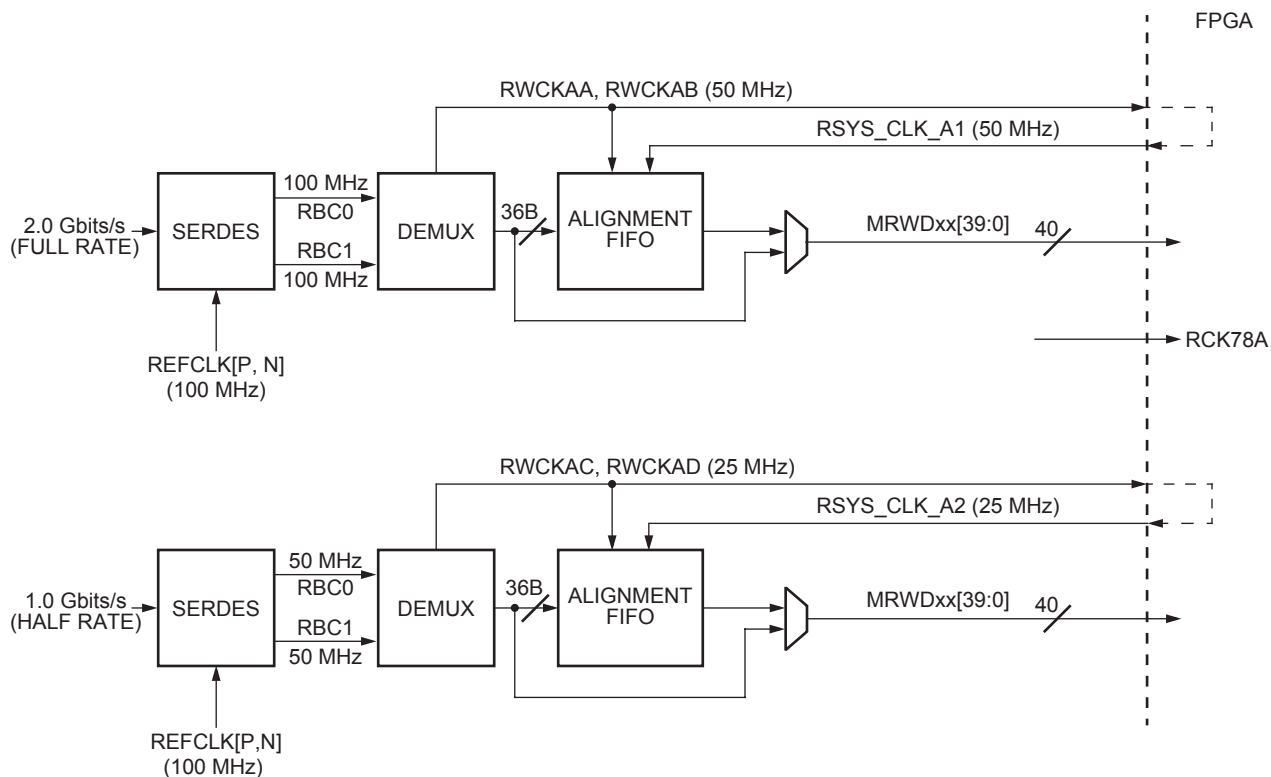 FPGA
RWCKAA, RWCKAB (50 MHz)
RSYS_CLK_A1 (50 MHz)
2.0 Gbits/s
(FULL RATE)
SERDES
100 MHz
RBC0
RBC1
100 MHz
DEMUX
36B
ALIGNMENT
FIFO
MRWDxx[39:0]
40
REFCLK[P, N]
(100 MHz)
RCK78A
RWCKAC, RWCKAD (25 MHz)
RSYS_CLK_A2 (25 MHz)
1.0 Gbits/s
(HALF RATE)
SERDES
50 MHz
RBC0
RBC1
50 MHz
DEMUX
36B
ALIGNMENT
FIFO
MRWDxx[39:0]
40
REFCLK[P,N]
(100 MHz)